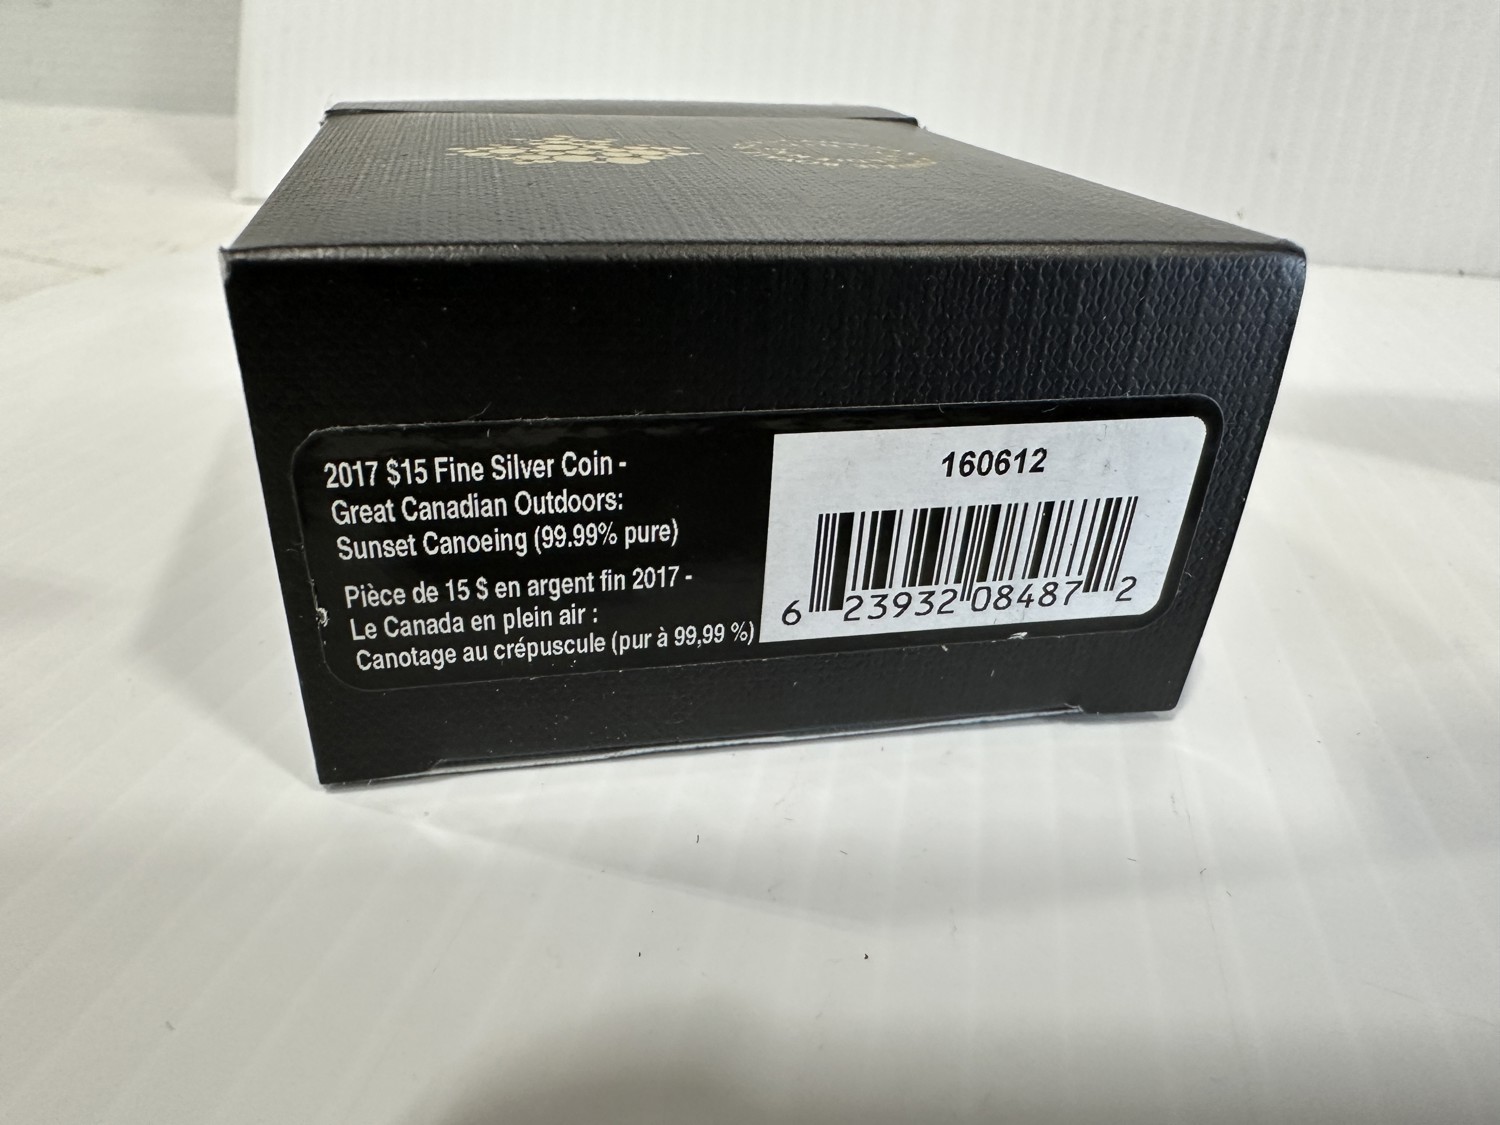 2017 $15 Fine Silver Coin -
Great Canadian Outdoors:
Sunset Canoeing (99.99% pure)
Pièce de 15 $ en argent fin 2017 -
Le Canada en plein air :
Canotage au crépuscule (pur à 99,99 %)
160612
6 23932 08487 2